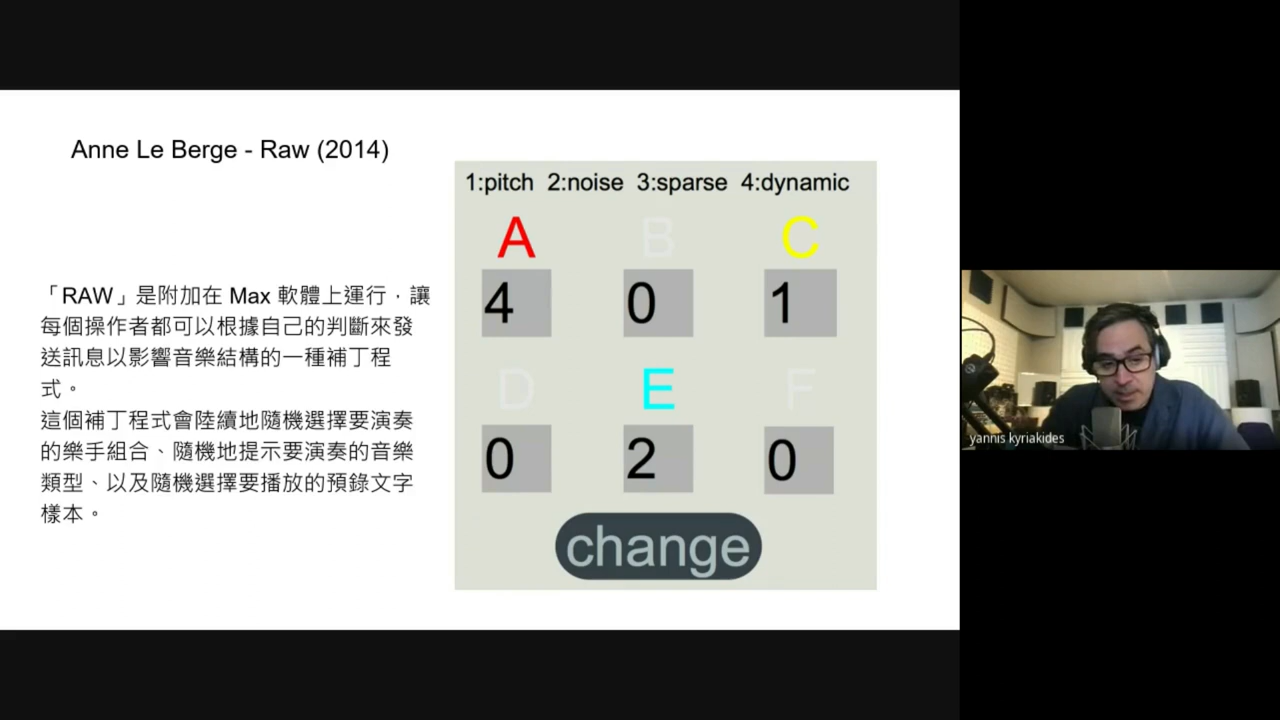 Anne Le Berge - Raw (2014)
「RAW」是附加在 Max 軟體上運行，讓
每個操作者都可以根據自己的判斷來發
送訊息以影響音樂結構的一種補丁程
式。
這個補丁程式會陸續地隨機選擇要演奏
的樂手組合、隨機地提示要演奏的音樂
類型、以及隨機選擇要播放的預錄文字
樣本。
1:pitch 2:noise 3:sparse 4:dynamic
A B C
4 0 1
D E F
0 2 0
change
yannis kyriakides